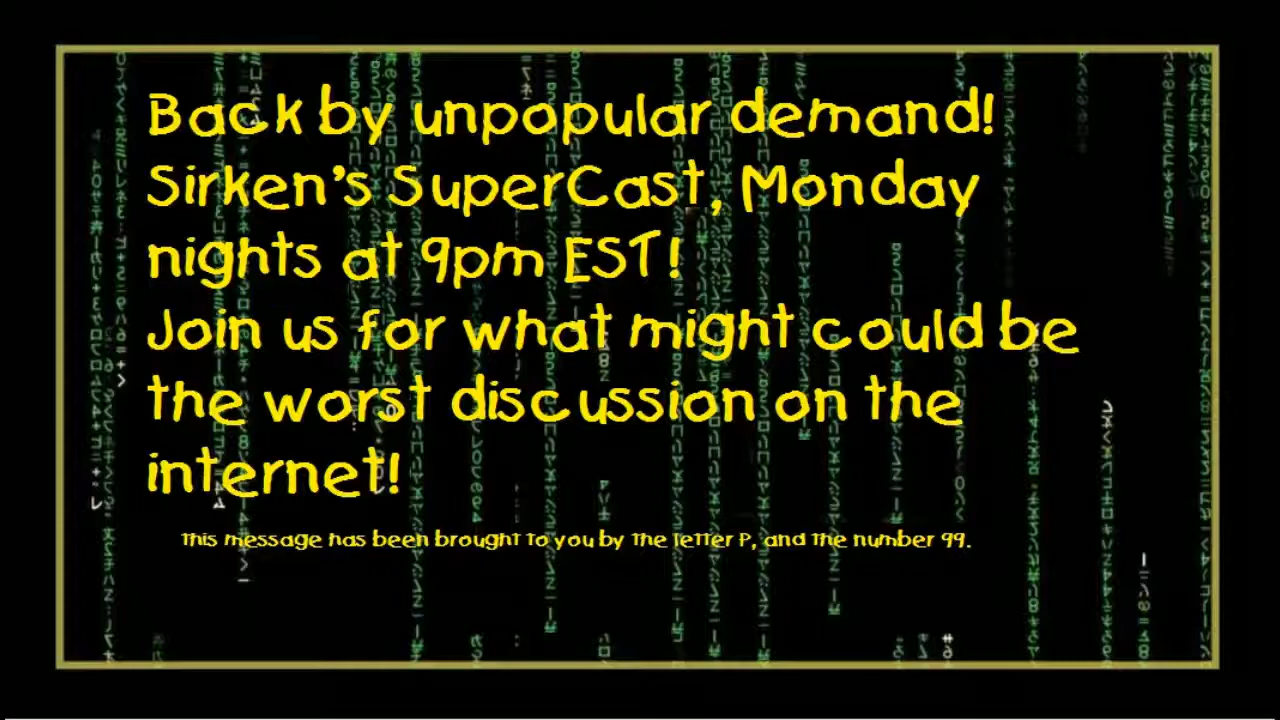 Back by unpopular demand!
Sirken's SuperCast, Monday
nights at 9pm EST!
Join us for what might could be
the worst discussion on the
internet!
This message has been brought to you by the letter P, and the number 99.